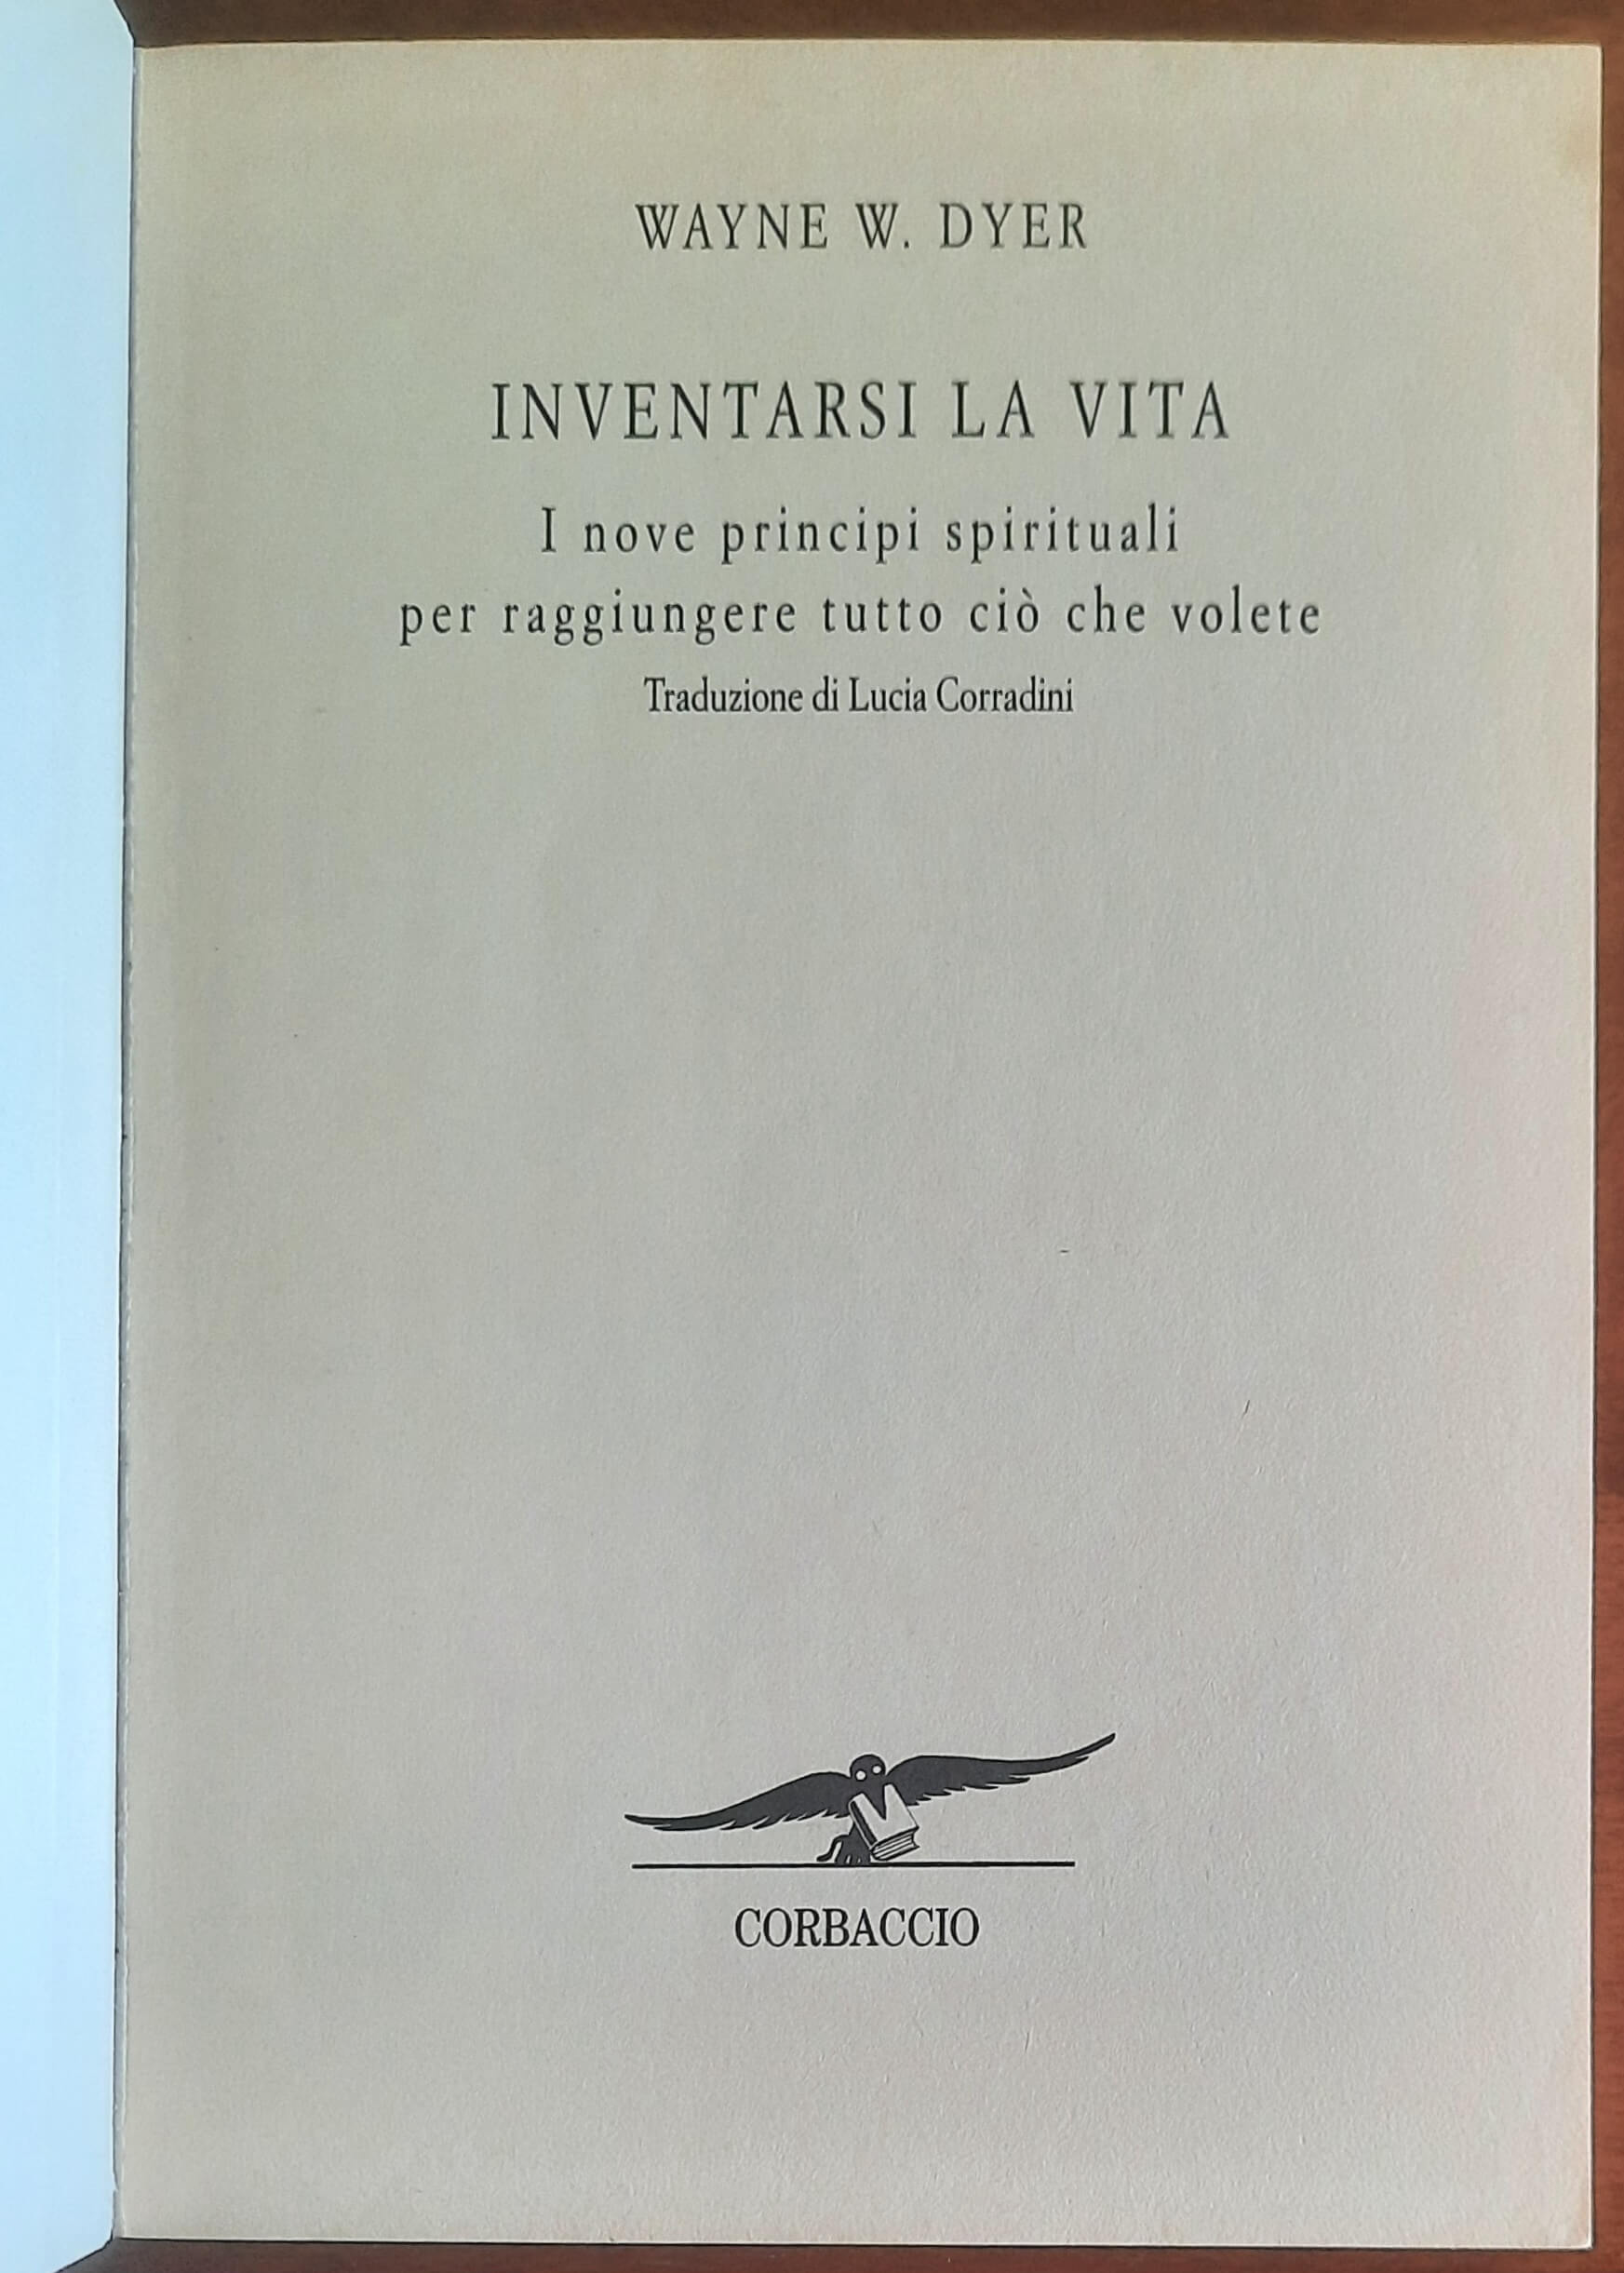 WAYNE W. DYER
INVENTARSI LA VITA
I nove principi spirituali
per raggiungere tutto ciò che volete
Traduzione di Lucia Corradini
CORBACCIO